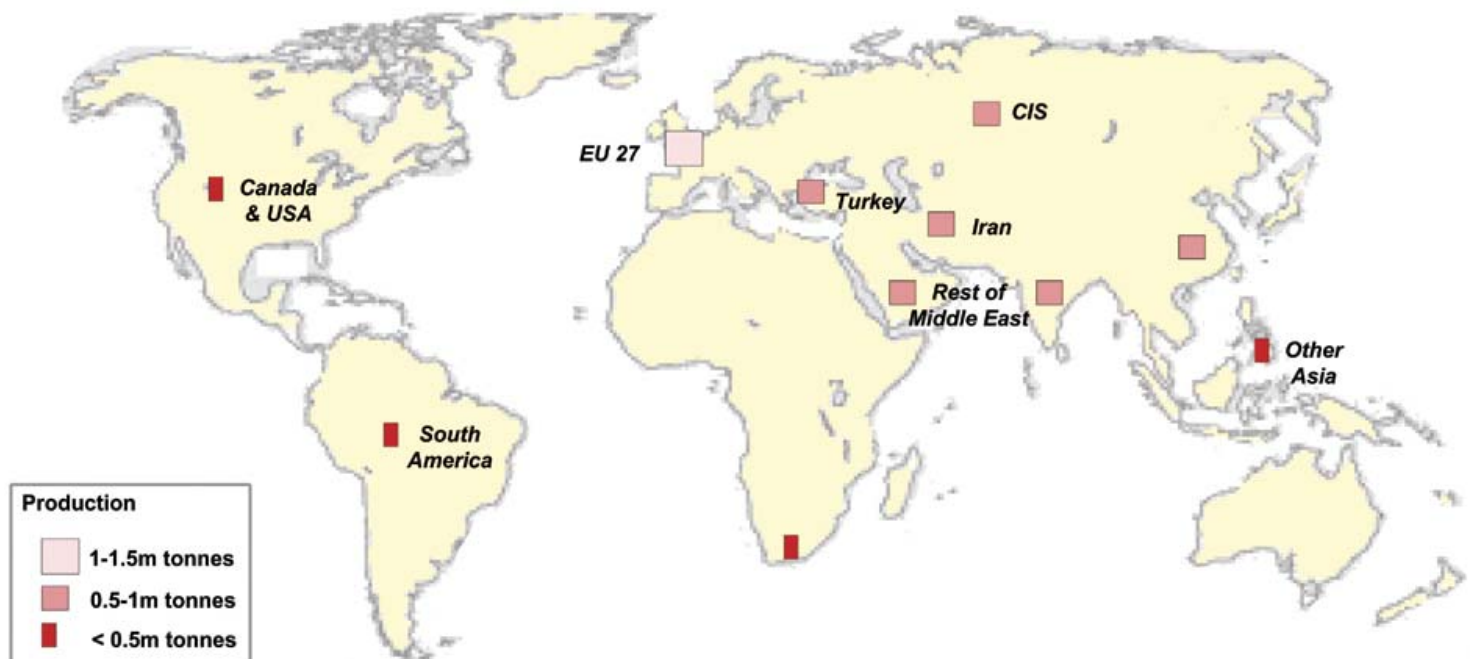 CIS
EU 27
Canada
& USA
Turkey
Iran
Rest of
Middle East
Other
Asia
South
America
Production
1-1.5m tonnes
0.5-1m tonnes
< 0.5m tonnes